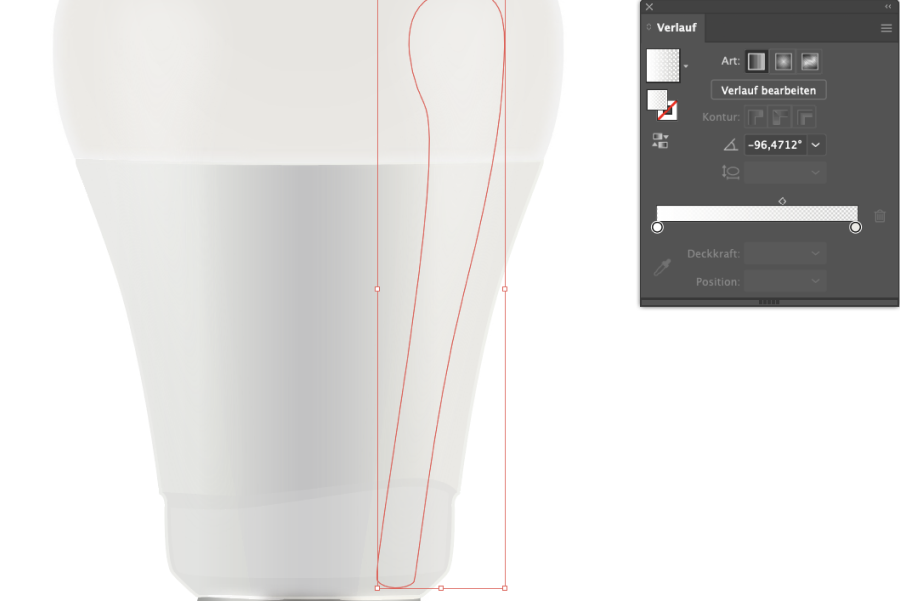 Verlauf
Art:
Verlauf bearbeiten
Kontur:
-96,4712°
Deckkraft:
Position: